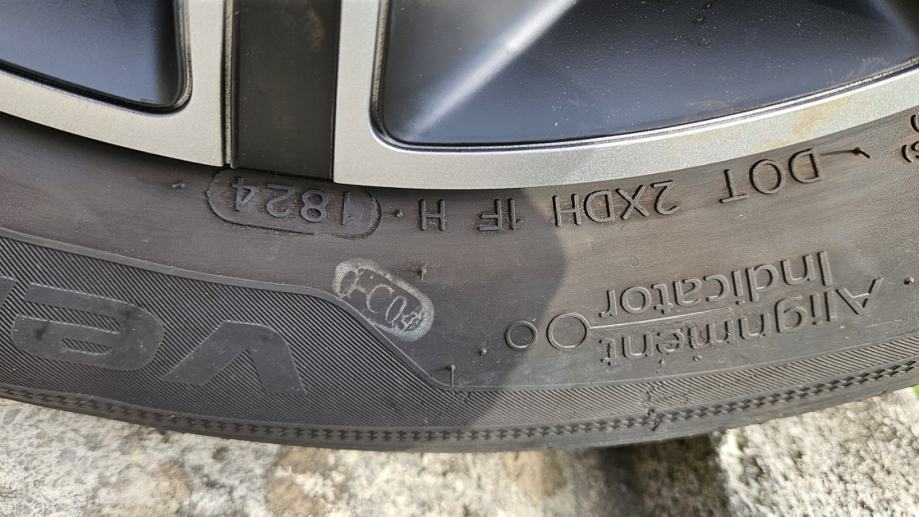 DOT 2XDH 1F H 1824
Alignment
Indicator